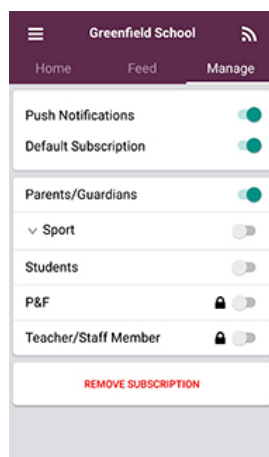 Greenfield School
Home Feed Manage
Push Notifications
Default Subscription
Parents/Guardians
Sport
Students
P&F
Teacher/Staff Member
REMOVE SUBSCRIPTION